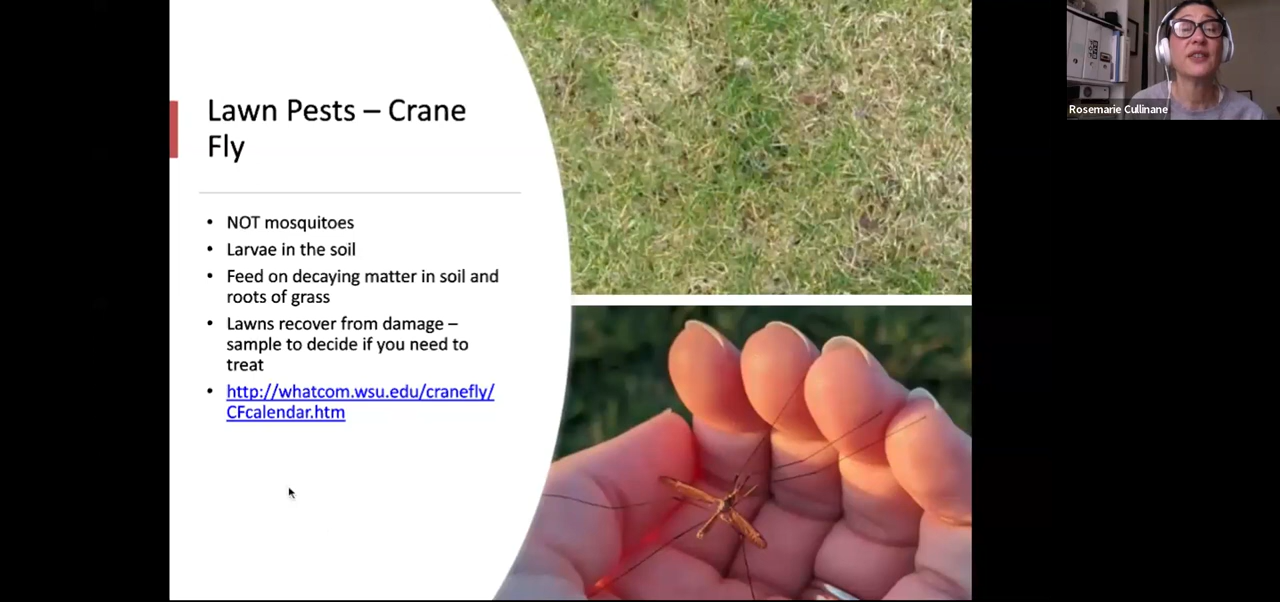 Lawn Pests – Crane
Fly
• NOT mosquitoes
• Larvae in the soil
• Feed on decaying matter in soil and
roots of grass
• Lawns recover from damage –
sample to decide if you need to
treat
• http://whatcom.wsu.edu/cranefly/
CFcalendar.htm
Rosemarie Cullinane